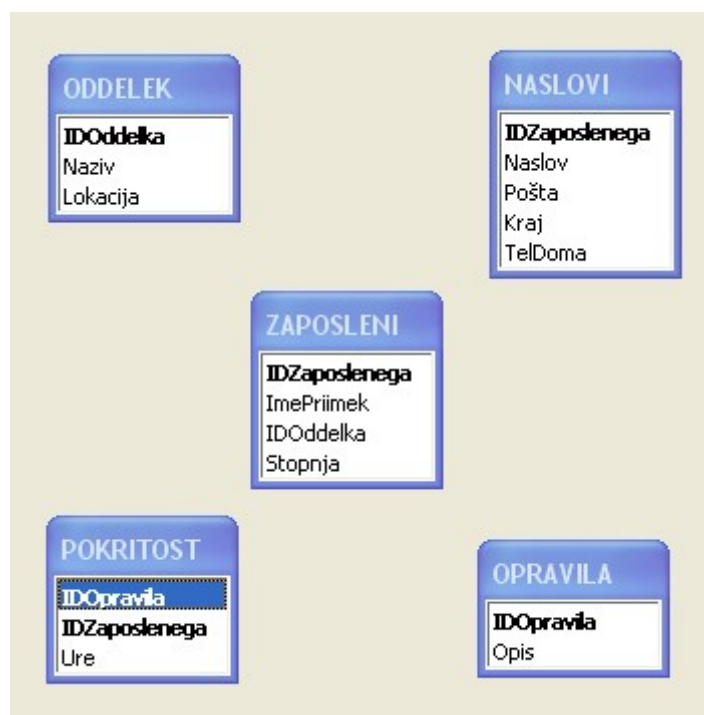 ODDELEK
IDOddelka
Naziv
Lokacija
NASLOVI
IDZaposlenega
Naslov
Pošta
Kraj
TelDoma
ZAPOSLENI
IDZaposlenega
ImePriimek
IDOddelka
Stopnja
POKRITOST
IDOpravila
IDZaposlenega
Ure
OPRAVILA
IDOpravila
Opis